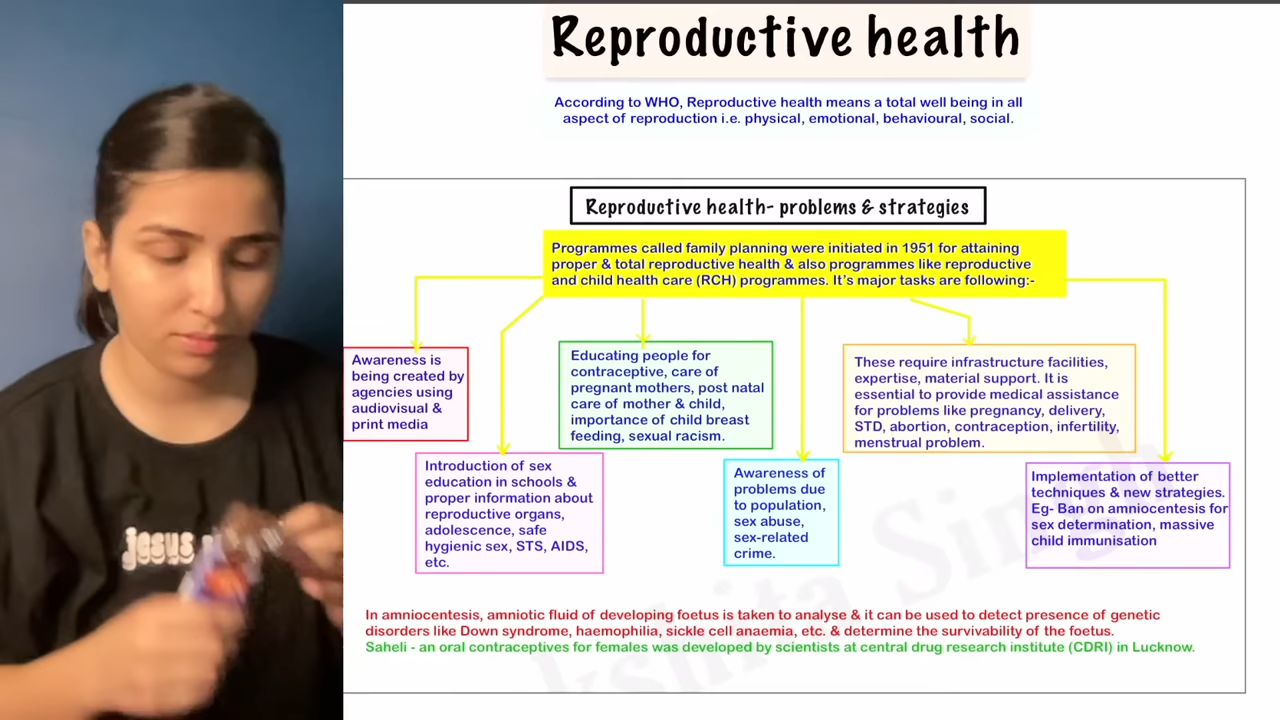 Reproductive health
According to WHO, Reproductive health means a total well being in all
aspect of reproduction i.e. physical, emotional, behavioural, social.
Reproductive health- problems & strategies
Programmes called family planning were initiated in 1951 for attaining
proper & total reproductive health & also programmes like reproductive
and child health care (RCH) programmes. It's major tasks are following:-
Awareness is
being created by
agencies using
audiovisual &
print media
Introduction of sex
education in schools &
proper information about
reproductive organs,
adolescence, safe
hygienic sex, STS, AIDS,
etc.
Educating people for
contraceptive, care of
pregnant mothers, post natal
care of mother & child,
importance of child breast
feeding, sexual racism.
Awareness of
problems due
to population,
sex abuse,
sex-related
crime.
These require infrastructure facilities,
expertise, material support. It is
essential to provide medical assistance
for problems like pregnancy, delivery,
STD, abortion, contraception, infertility,
menstrual problem.
Implementation of better
techniques & new strategies.
Eg- Ban on amniocentesis for
sex determination, massive
child immunisation
In amniocentesis, amniotic fluid of developing foetus is taken to analyse & it can be used to detect presence of genetic
disorders like Down syndrome, haemophilia, sickle cell anaemia, etc. & determine the survivability of the foetus.
Saheli - an oral contraceptives for females was developed by scientists at central drug research institute (CDRI) in Lucknow.
jesus